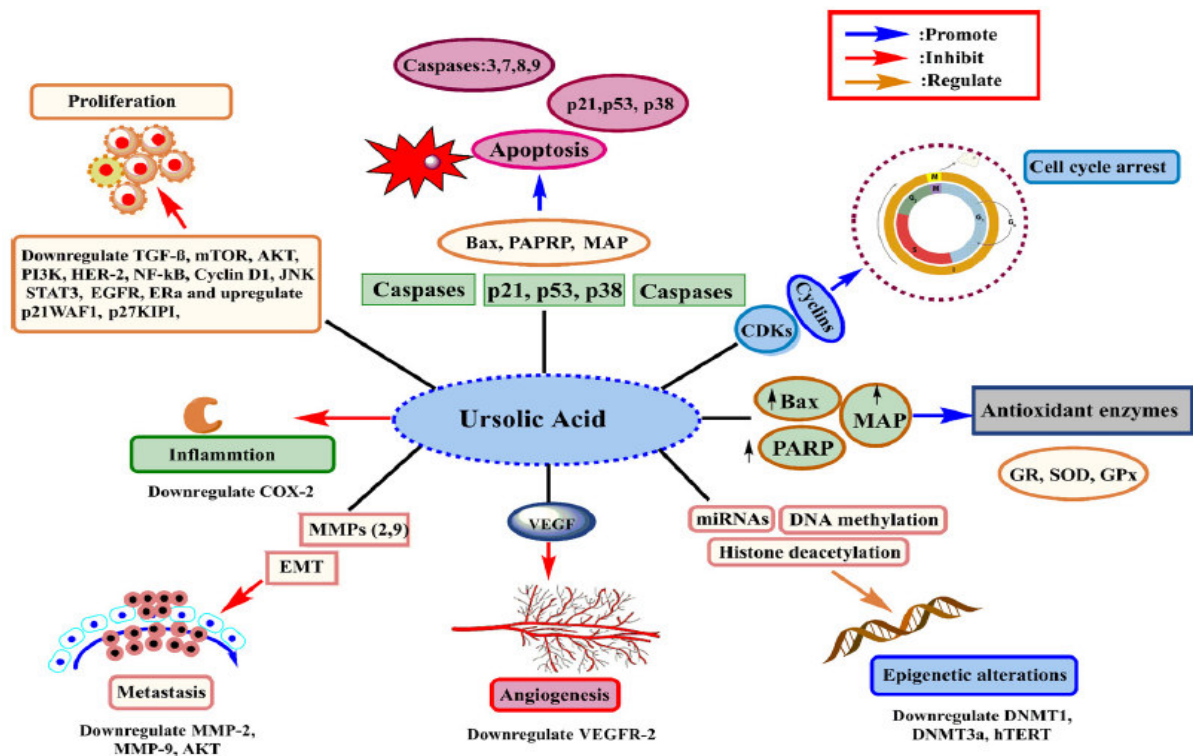 :Promote
:Inhibit
:Regulate
Proliferation
Downregulate TGF-ß, mTOR, AKT,
PI3K, HER-2, NF-kB, Cyclin D1, JNK
STAT3, EGFR, ERa and upregulate
p21WAF1, p27KIPI,
Caspases:3,7,8,9
p21,p53, p38
Apoptosis
Bax, PAPRP, MAP
Caspases
p21, p53, p38
Caspases
Cell cycle arrest
M
M
G₂
G₁
S
I
CDKs
Cyclins
Ursolic Acid
Bax
MAP
PARP
Antioxidant enzymes
GR, SOD, GPx
Inflammtion
Downregulate COX-2
MMPs (2,9)
EMT
Metastasis
Downregulate MMP-2,
MMP-9, AKT
VEGF
Angiogenesis
Downregulate VEGFR-2
miRNAs
DNA methylation
Histone deacetylation
Epigenetic alterations
Downregulate DNMT1,
DNMT3a, hTERT